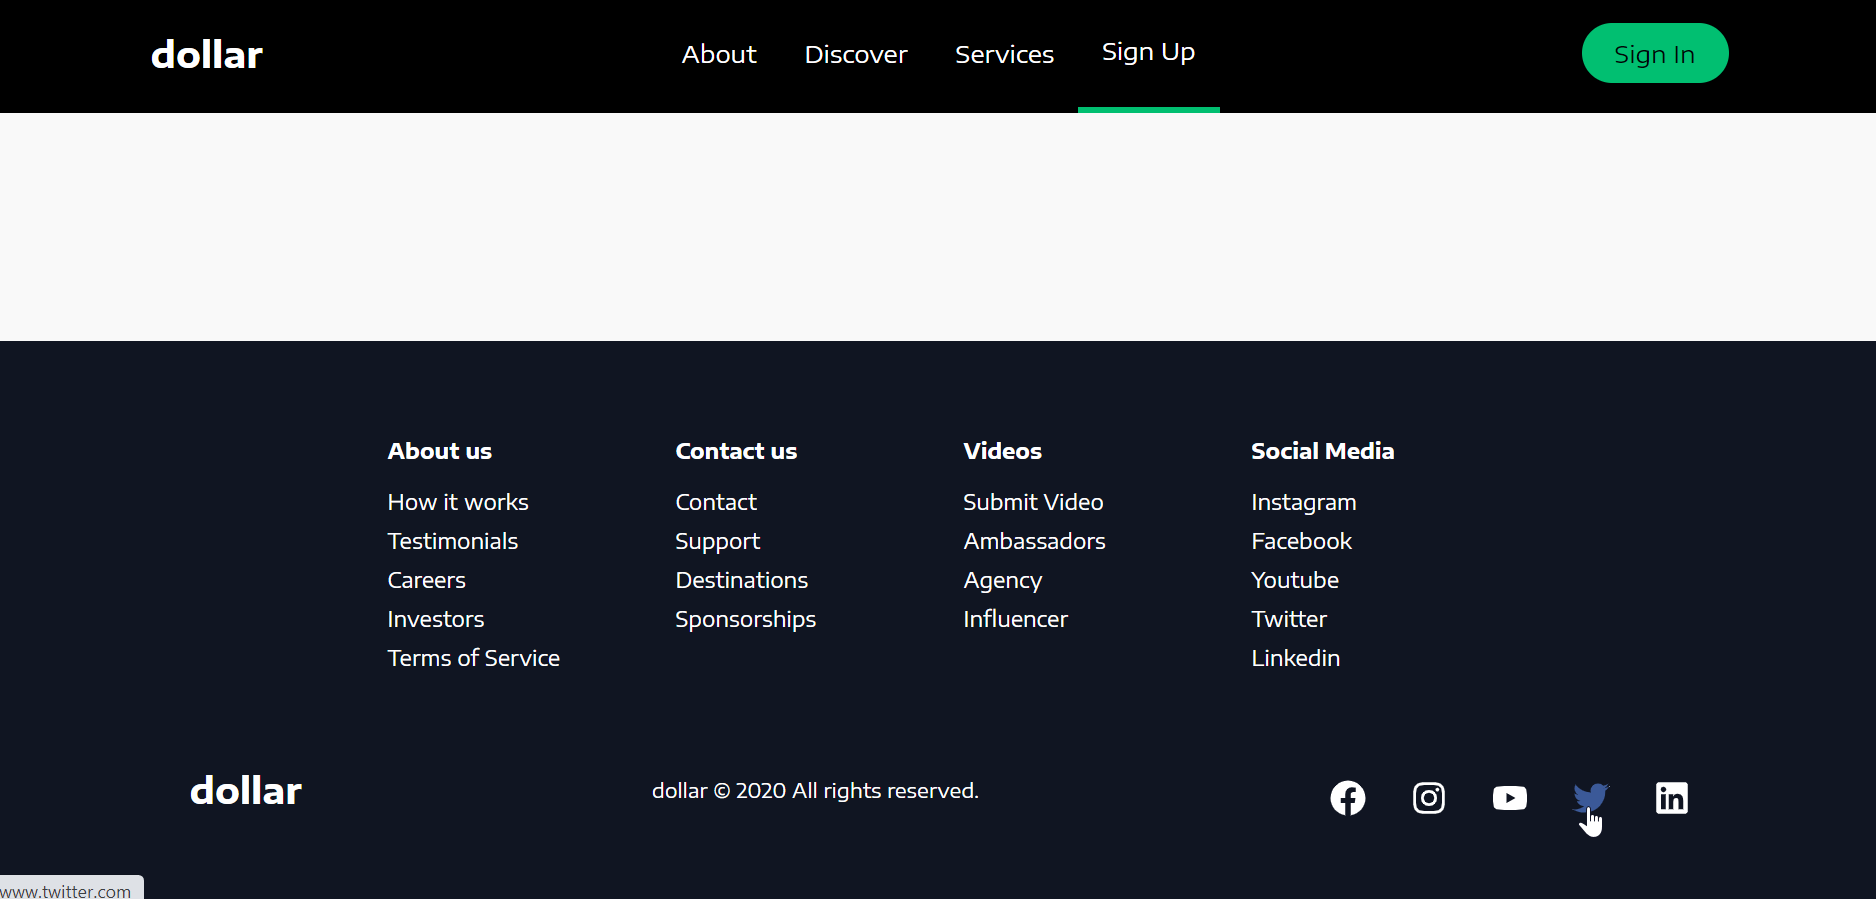 dollar
About
Discover
Services
Sign Up
Sign In
About us
How it works
Testimonials
Careers
Investors
Terms of Service
Contact us
Contact
Support
Destinations
Sponsorships
Videos
Submit Video
Ambassadors
Agency
Influencer
Social Media
Instagram
Facebook
Youtube
Twitter
Linkedin
dollar
dollar © 2020 All rights reserved.
www.twitter.com